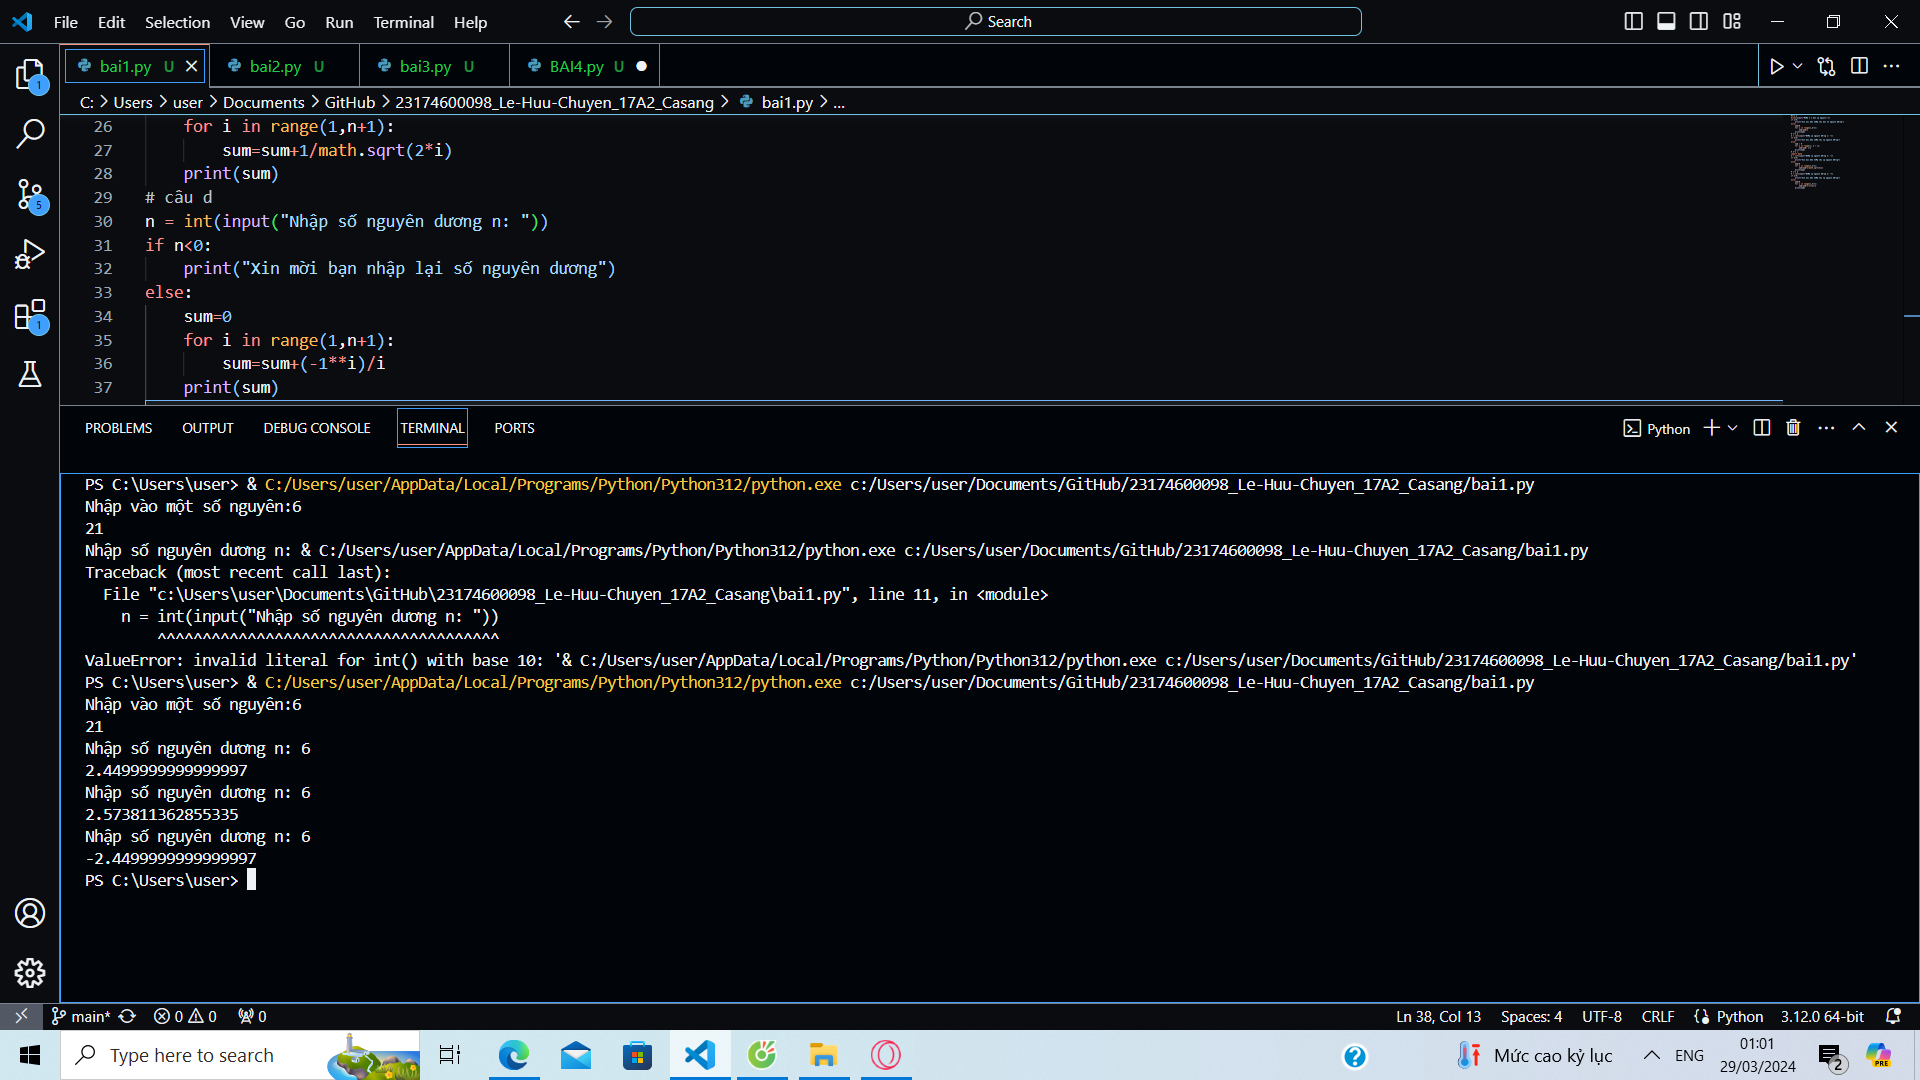 File Edit Selection View Go Run Terminal Help
Search
bai1.py U
bai2.py U
bai3.py U
BAI4.py U
C: > Users > user > Documents > GitHub > 23174600098_Le-Huu-Chuyen_17A2_Casang > bai1.py > ...
26 for i in range(1,n+1):
27 sum=sum+1/math.sqrt(2*i)
28 print(sum)
29 # câu d
30 n = int(input("Nhập số nguyên dương n: "))
31 if n<0:
32 print("Xin mời bạn nhập lại số nguyên dương")
33 else:
34 sum=0
35 for i in range(1,n+1):
36 sum=sum+(-1**i)/i
37 print(sum)
1
5
1
PROBLEMS OUTPUT DEBUG CONSOLE TERMINAL PORTS
Python
PS C:\Users\user> & C:/Users/user/AppData/Local/Programs/Python/Python312/python.exe c:/Users/user/Documents/GitHub/23174600098_Le-Huu-Chuyen_17A2_Casang/bai1.py
Nhập vào một số nguyên:6
21
Nhập số nguyên dương n: & C:/Users/user/AppData/Local/Programs/Python/Python312/python.exe c:/Users/user/Documents/GitHub/23174600098_Le-Huu-Chuyen_17A2_Casang/bai1.py
Traceback (most recent call last):
File "c:\Users\user\Documents\GitHub\23174600098_Le-Huu-Chuyen_17A2_Casang\bai1.py", line 11, in <module>
n = int(input("Nhập số nguyên dương n: "))
^^^^^^^^^^^^^^^^^^^^^^^^^^^^^^^^^^^^^^
ValueError: invalid literal for int() with base 10: '& C:/Users/user/AppData/Local/Programs/Python/Python312/python.exe c:/Users/user/Documents/GitHub/23174600098_Le-Huu-Chuyen_17A2_Casang/bai1.py'
PS C:\Users\user> & C:/Users/user/AppData/Local/Programs/Python/Python312/python.exe c:/Users/user/Documents/GitHub/23174600098_Le-Huu-Chuyen_17A2_Casang/bai1.py
Nhập vào một số nguyên:6
21
Nhập số nguyên dương n: 6
2.4499999999999997
Nhập số nguyên dương n: 6
2.573811362855335
Nhập số nguyên dương n: 6
-2.4499999999999997
PS C:\Users\user>
main* 0 0 0
Ln 38, Col 13 Spaces: 4 UTF-8 CRLF Python 3.12.0 64-bit
Type here to search
Mức cao kỷ lục
ENG
01:01
29/03/2024
2
PRE